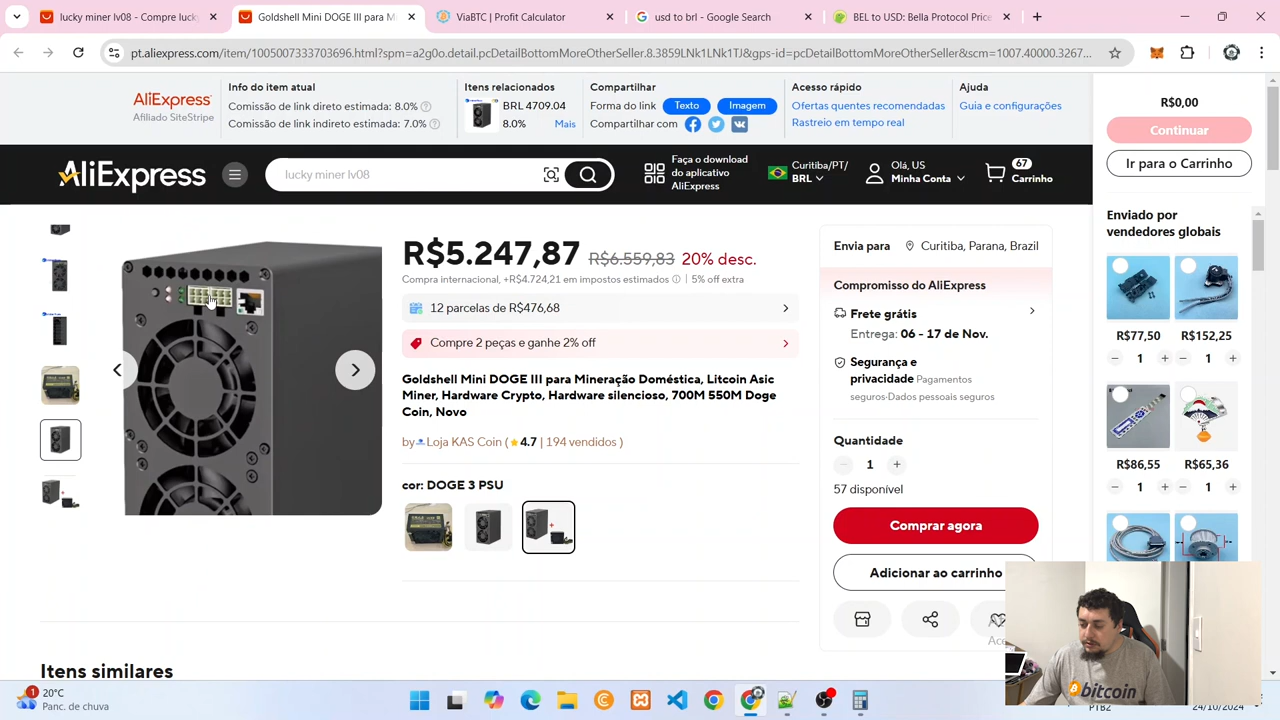 lucky miner lv08 - Compre lucky
Goldshell Mini DOGE III para M
ViaBTC | Profit Calculator
usd to brl - Google Search
BEL to USD: Bella Protocol Price
pt.aliexpress.com/item/1005007333703696.html?spm=a2g0o.detail.pcDetailBottomMoreOtherSeller.8.3859LNk1LNk1TJ&gps-id=pcDetailBottomMoreOtherSeller&scm=1007.40000.3267...
AliExpress
Afiliado SiteStripe
Info do item atual
Comissão de link direto estimada: 8.0%
Comissão de link indireto estimada: 7.0%
Itens relacionados
BRL 4709.04
8.0%
Mais
Compartilhar
Forma do link
Texto
Imagem
Compartilhar com
Acesso rápido
Ofertas quentes recomendadas
Rastreio em tempo real
Ajuda
Guia e configurações
AliExpress
lucky miner lv08
Faça o download
do aplicativo
AliExpress
Curitiba/PT/
BRL
Olá, US
Minha Conta
67
Carrinho
R$0,00
Continuar
Ir para o Carrinho
Enviado por
vendedores globais
R$77,50
R$152,25
1
1
R$86,55
R$65,36
1
1
R$5.247,87
R$6.559,83
20% desc.
Compra internacional, +R$4.724,21 em impostos estimados
5% off extra
12 parcelas de R$476,68
Compre 2 peças e ganhe 2% off
Goldshell Mini DOGE III para Mineração Doméstica, Litcoin Asic
Miner, Hardware Crypto, Hardware silencioso, 700M 550M Doge
Coin, Novo
by Loja KAS Coin ( 4.7 | 194 vendidos )
cor: DOGE 3 PSU
Envia para
Curitiba, Parana, Brazil
Compromisso do AliExpress
Frete grátis
Entrega: 06 - 17 de Nov.
Segurança e
privacidade Pagamentos
seguros·Dados pessoais seguros
Quantidade
1
57 disponível
Comprar agora
Adicionar ao carrinho
Itens similares
bitcoin
1
20°C
Panc. de chuva
PTB2
24/10/2024